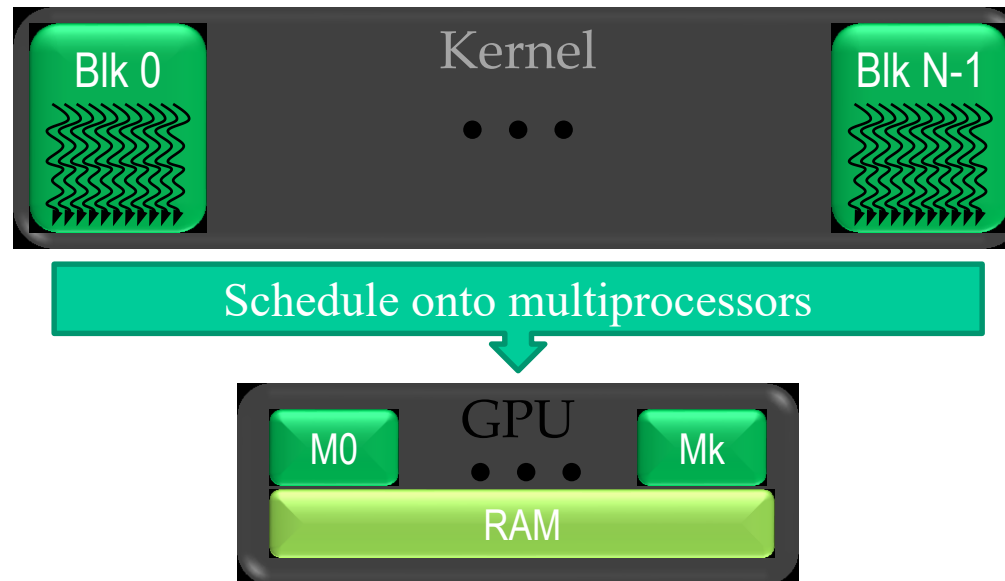 Kernel
Blk 0
Blk N-1
• • •
Schedule onto multiprocessors
GPU
M0
• • •
Mk
RAM